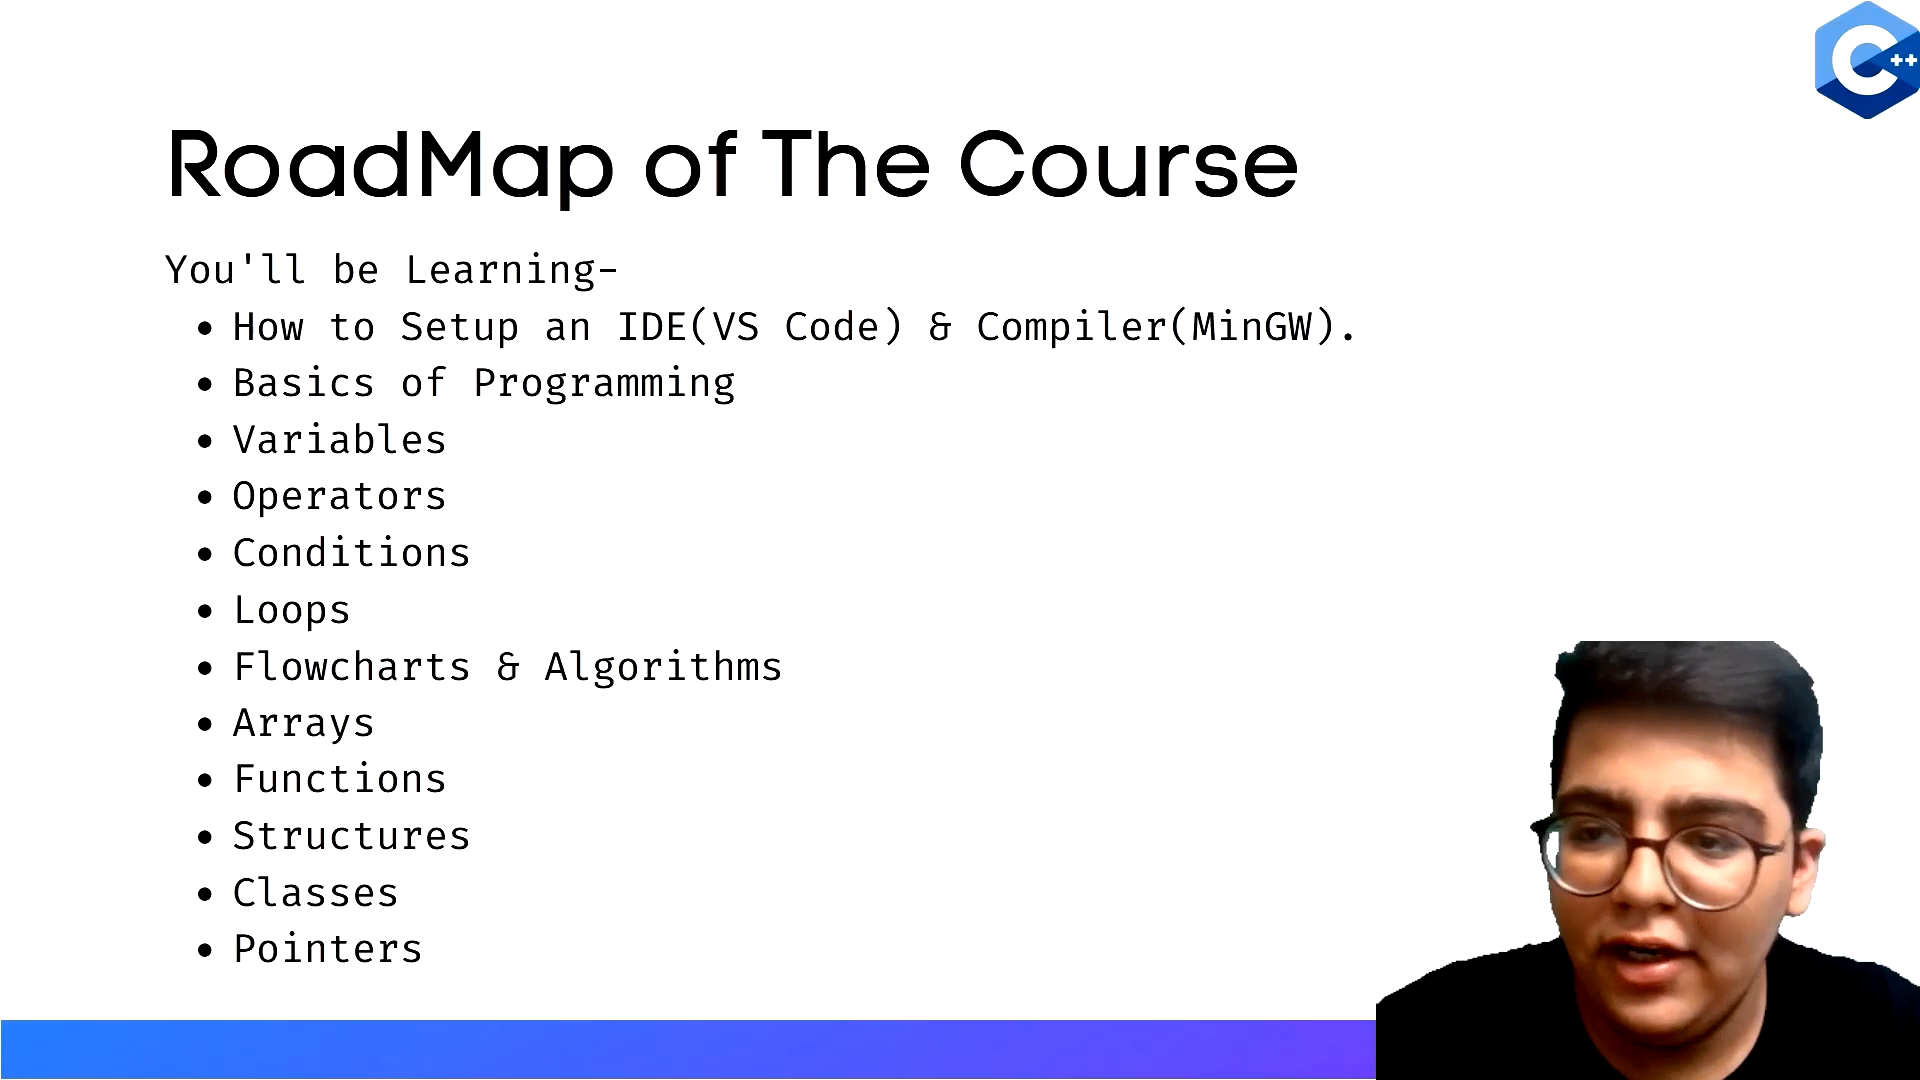 C++
RoadMap of The Course
You'll be Learning-
• How to Setup an IDE(VS Code) & Compiler(MinGW).
• Basics of Programming
• Variables
• Operators
• Conditions
• Loops
• Flowcharts & Algorithms
• Arrays
• Functions
• Structures
• Classes
• Pointers